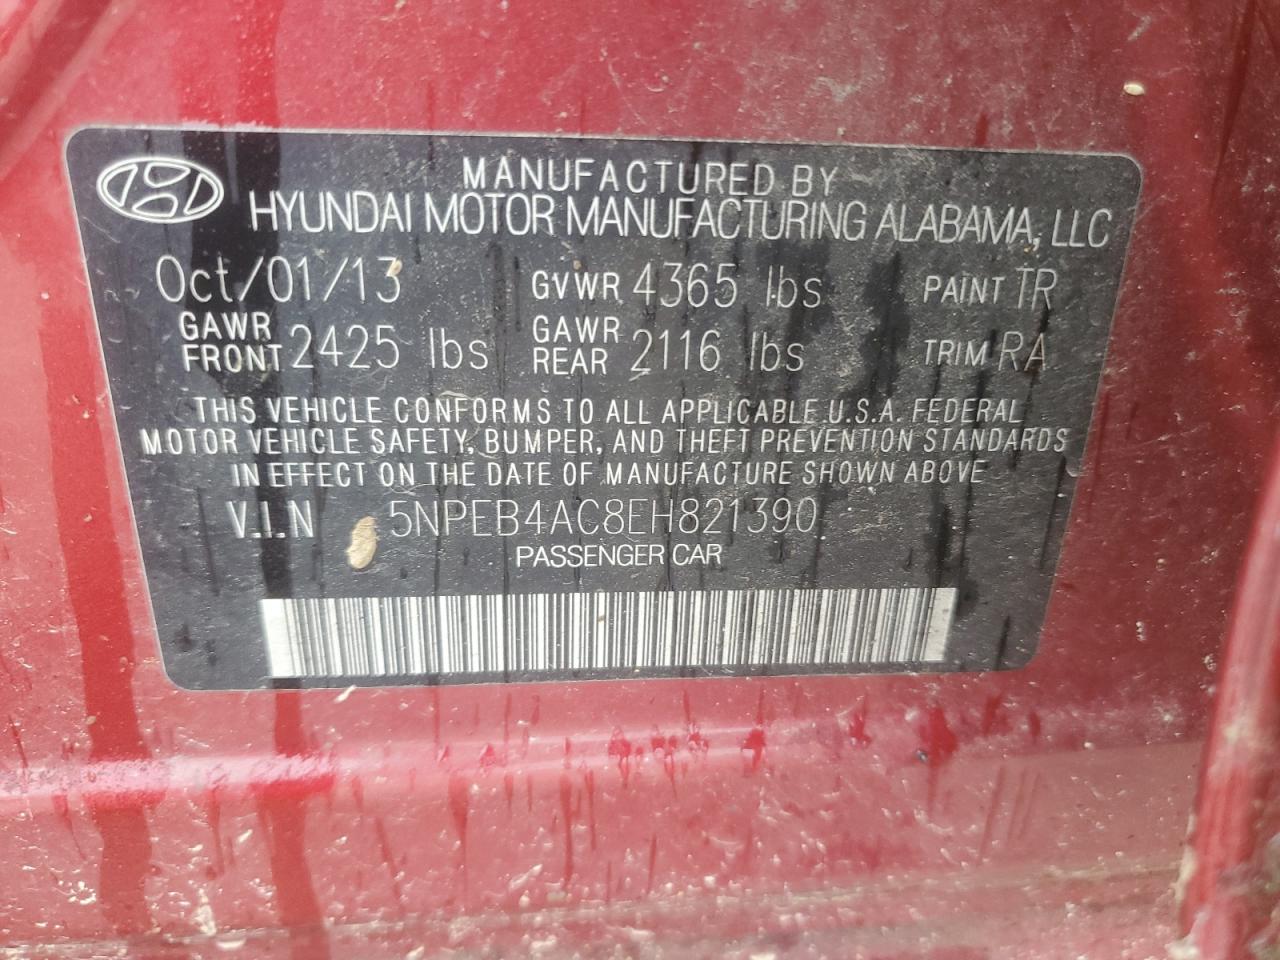 MANUFACTURED BY
HYUNDAI MOTOR MANUFACTURING ALABAMA, LLC
Oct/01/13 GVWR 4365 lbs PAINT TR
GAWR FRONT 2425 lbs GAWR REAR 2116 lbs TRIM RA
THIS VEHICLE CONFORMS TO ALL APPLICABLE U.S.A. FEDERAL
MOTOR VEHICLE SAFETY, BUMPER, AND THEFT PREVENTION STANDARDS
IN EFFECT ON THE DATE OF MANUFACTURE SHOWN ABOVE
V.I.N 5NPEB4AC8EH821390
PASSENGER CAR